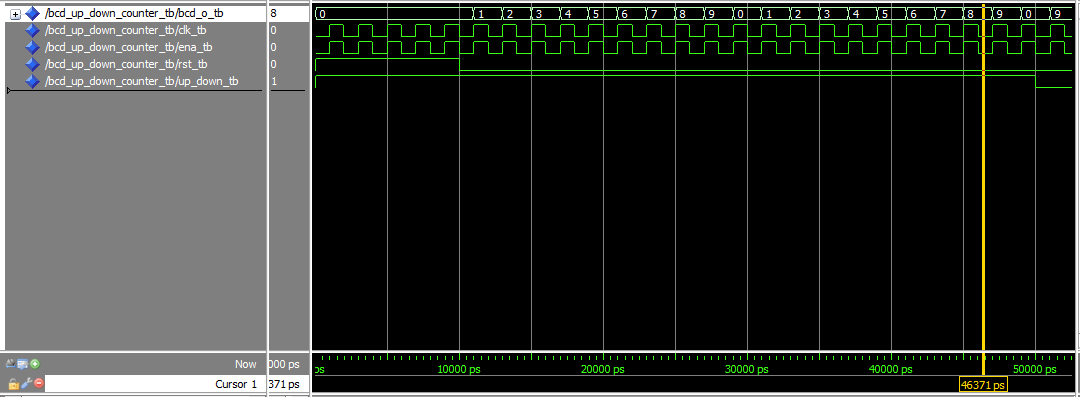 /bcd_up_down_counter_tb/bcd_o_tb 8 0 1 2 3 4 5 6 7 8 9 0 1 2 3 4 5 6 7 8 9 0 9
/bcd_up_down_counter_tb/clk_tb 0
/bcd_up_down_counter_tb/ena_tb 0
/bcd_up_down_counter_tb/rst_tb 0
/bcd_up_down_counter_tb/up_down_tb 1
Now 000 ps ps 10000 ps 20000 ps 30000 ps 40000 ps 50000 ps
Cursor 1 371 ps 46371 ps